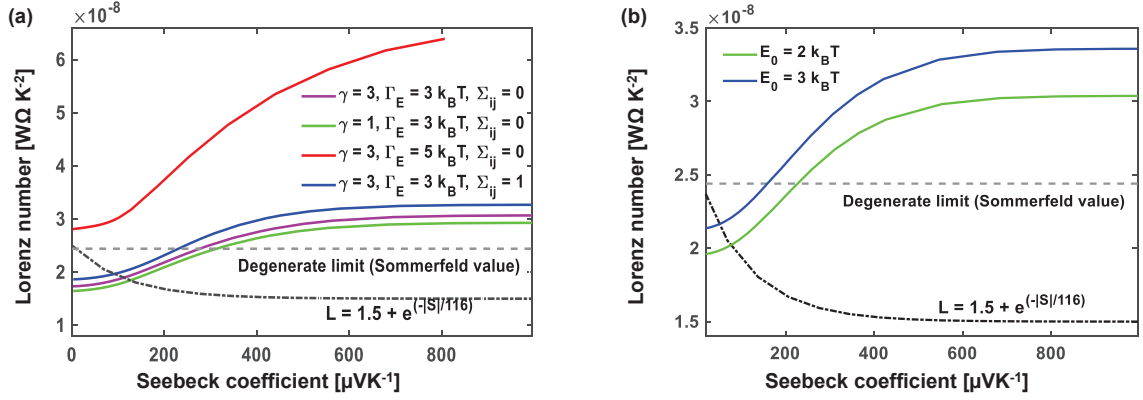 (a)
×10⁻⁸
6
5
4
3
2
1
Lorenz number [WΩ K⁻²]
γ = 3, Γ_E = 3 k_BT, Σ_ij = 0
γ = 1, Γ_E = 3 k_BT, Σ_ij = 0
γ = 3, Γ_E = 5 k_BT, Σ_ij = 0
γ = 3, Γ_E = 3 k_BT, Σ_ij = 1
Degenerate limit (Sommerfeld value)
L = 1.5 + e^(-|S|/116)
0 200 400 600 800
Seebeck coefficient [μVK⁻¹]
(b)
×10⁻⁸
3.5
3
2.5
2
1.5
Lorenz number [WΩ K⁻²]
E₀ = 2 k_BT
E₀ = 3 k_BT
Degenerate limit (Sommerfeld value)
L = 1.5 + e^(-|S|/116)
200 400 600 800
Seebeck coefficient [μVK⁻¹]